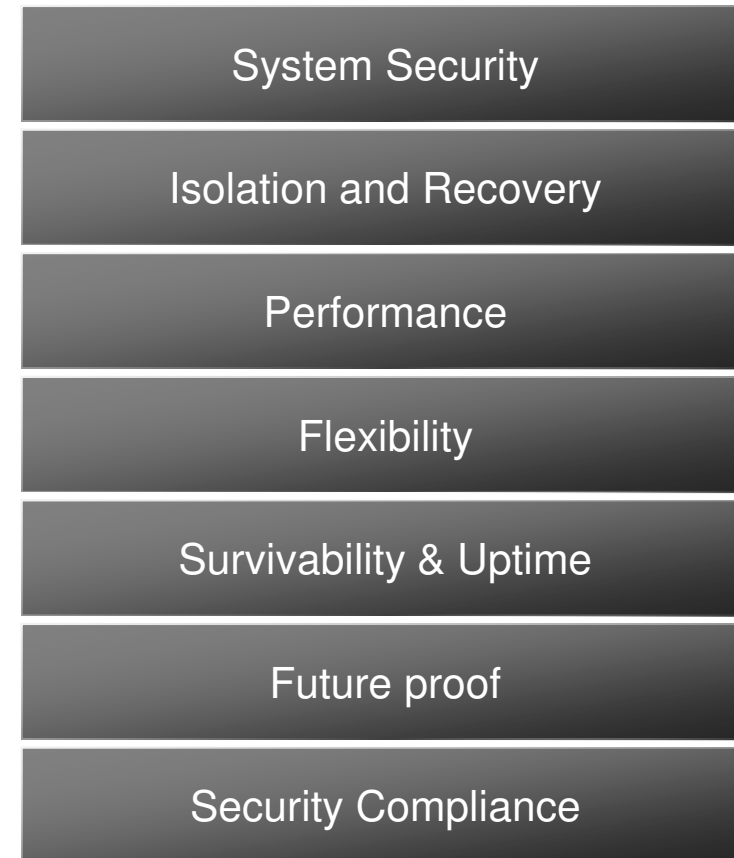 System Security
Isolation and Recovery
Performance
Flexibility
Survivability & Uptime
Future proof
Security Compliance